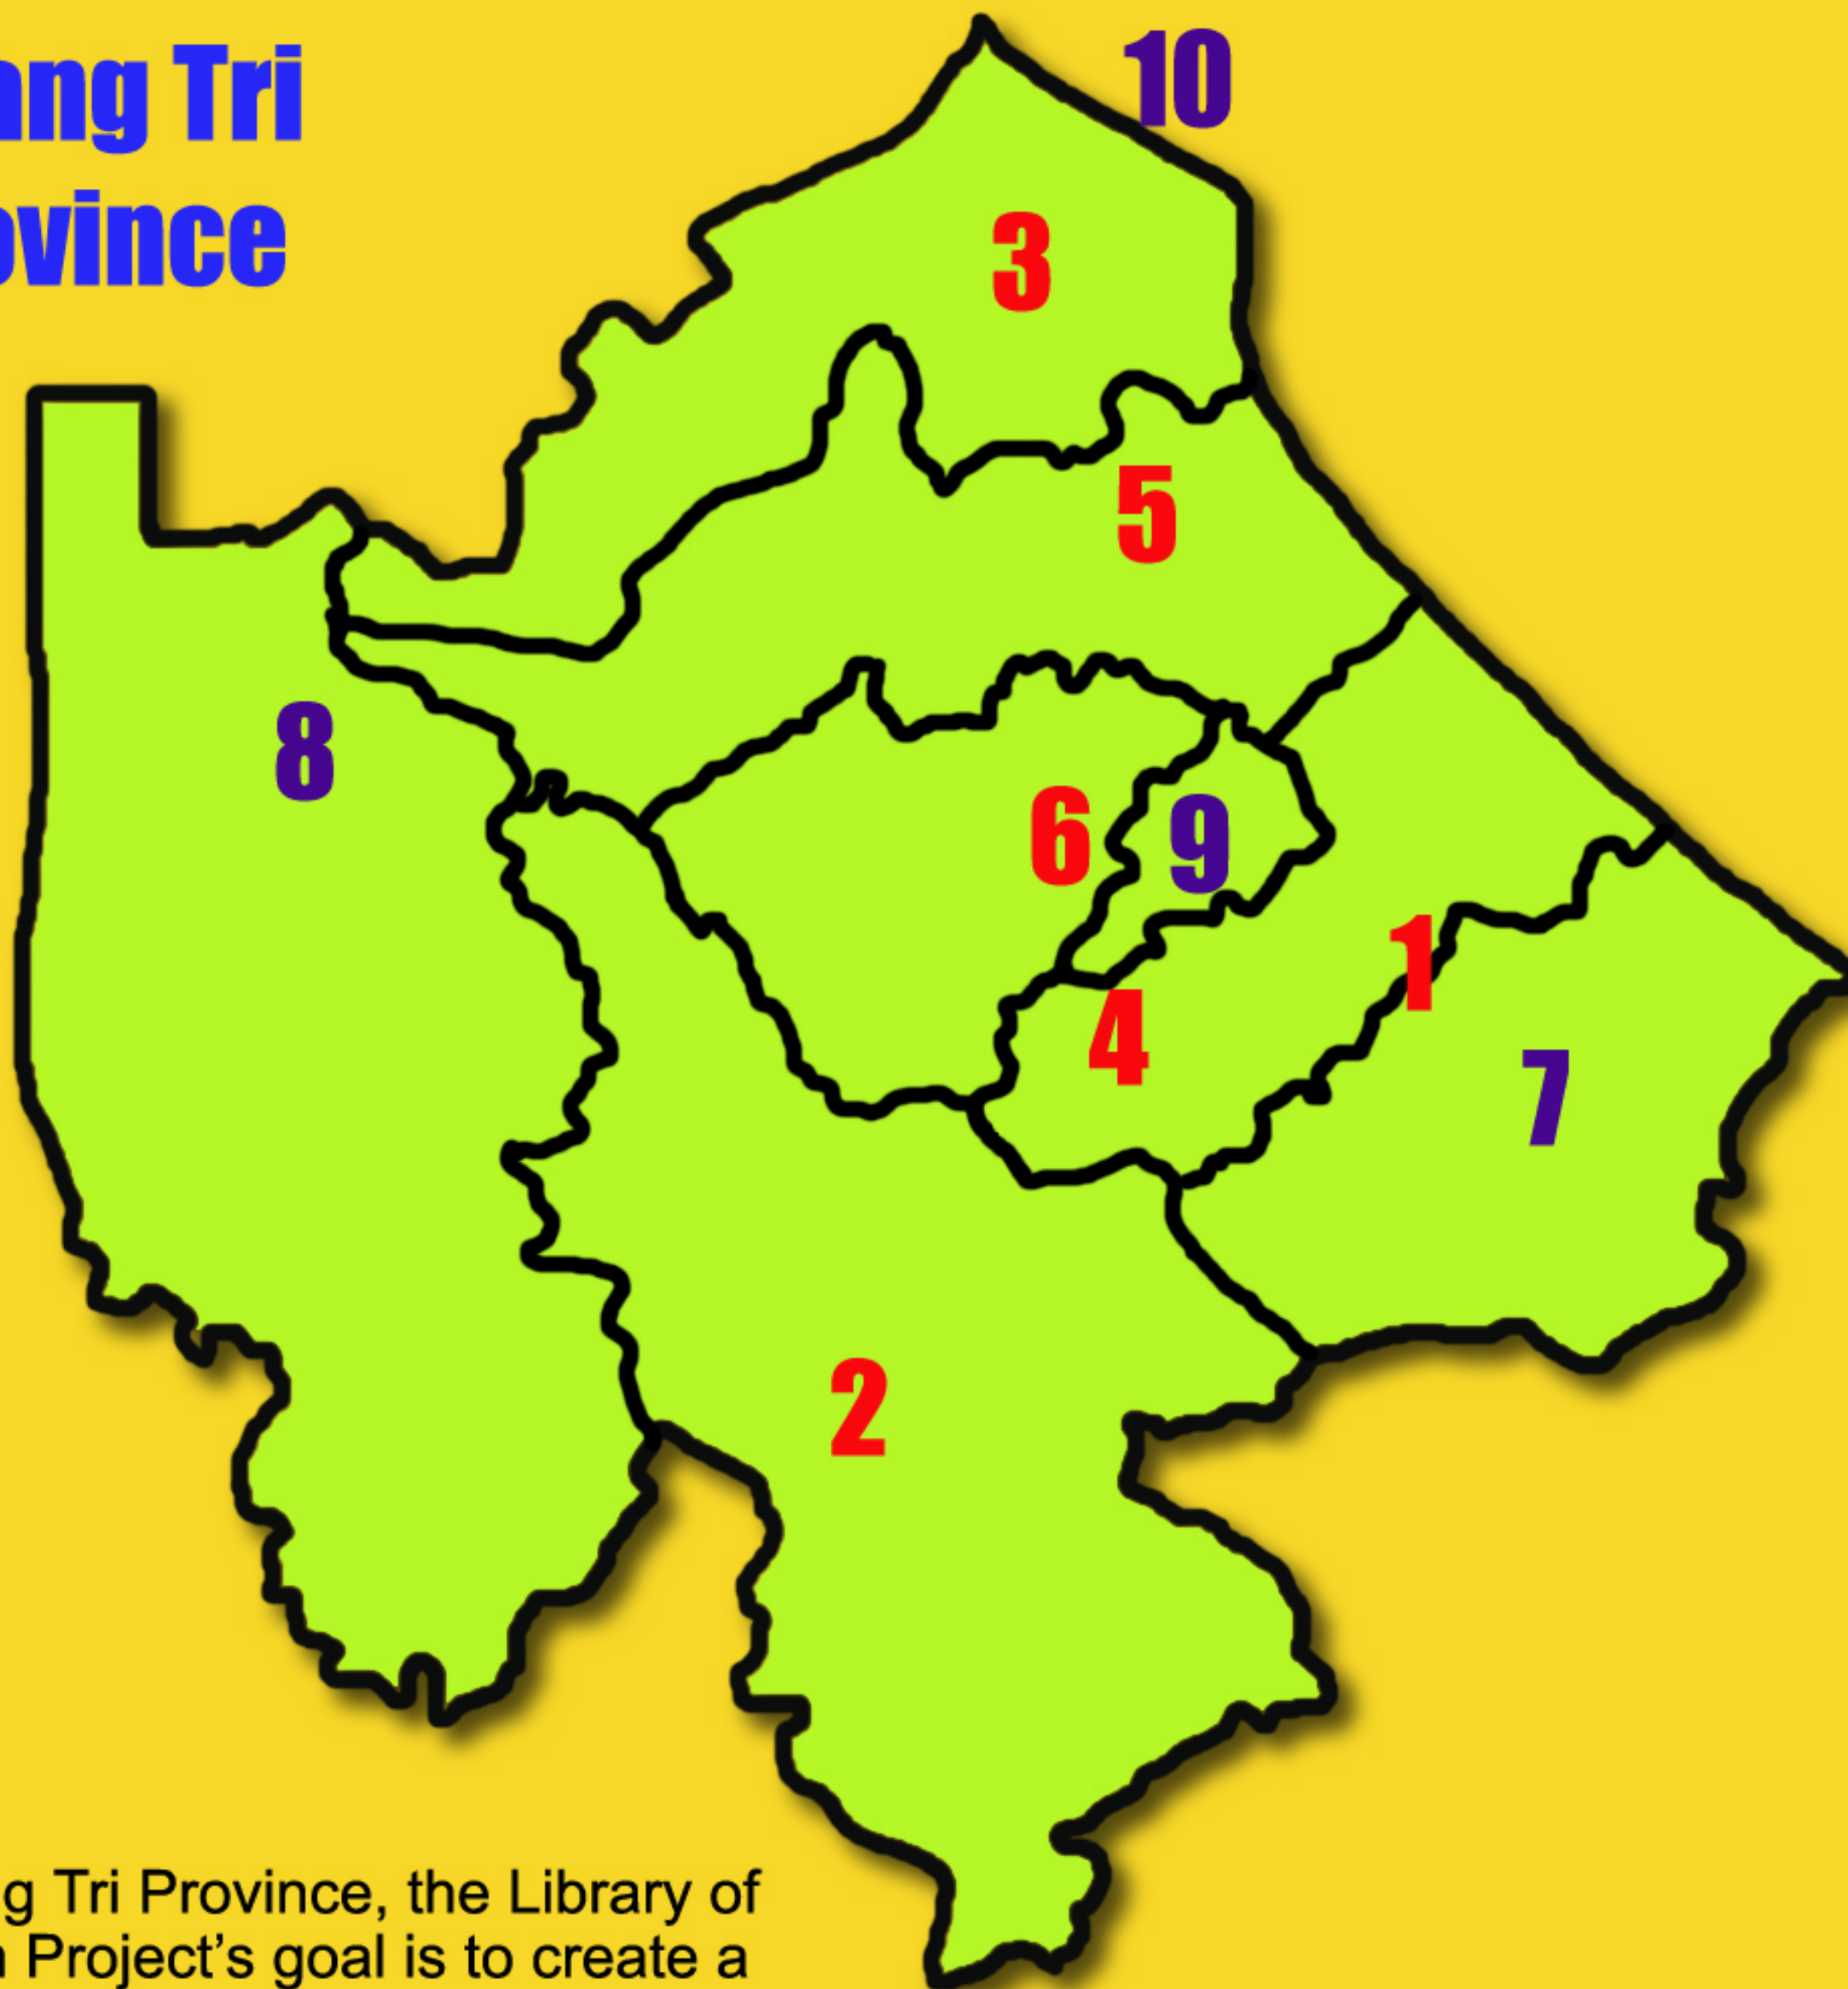 ang Tri
ovince
10
3
5
8
6
9
1
4
7
2
g Tri Province, the Library of
Project’s goal is to create a